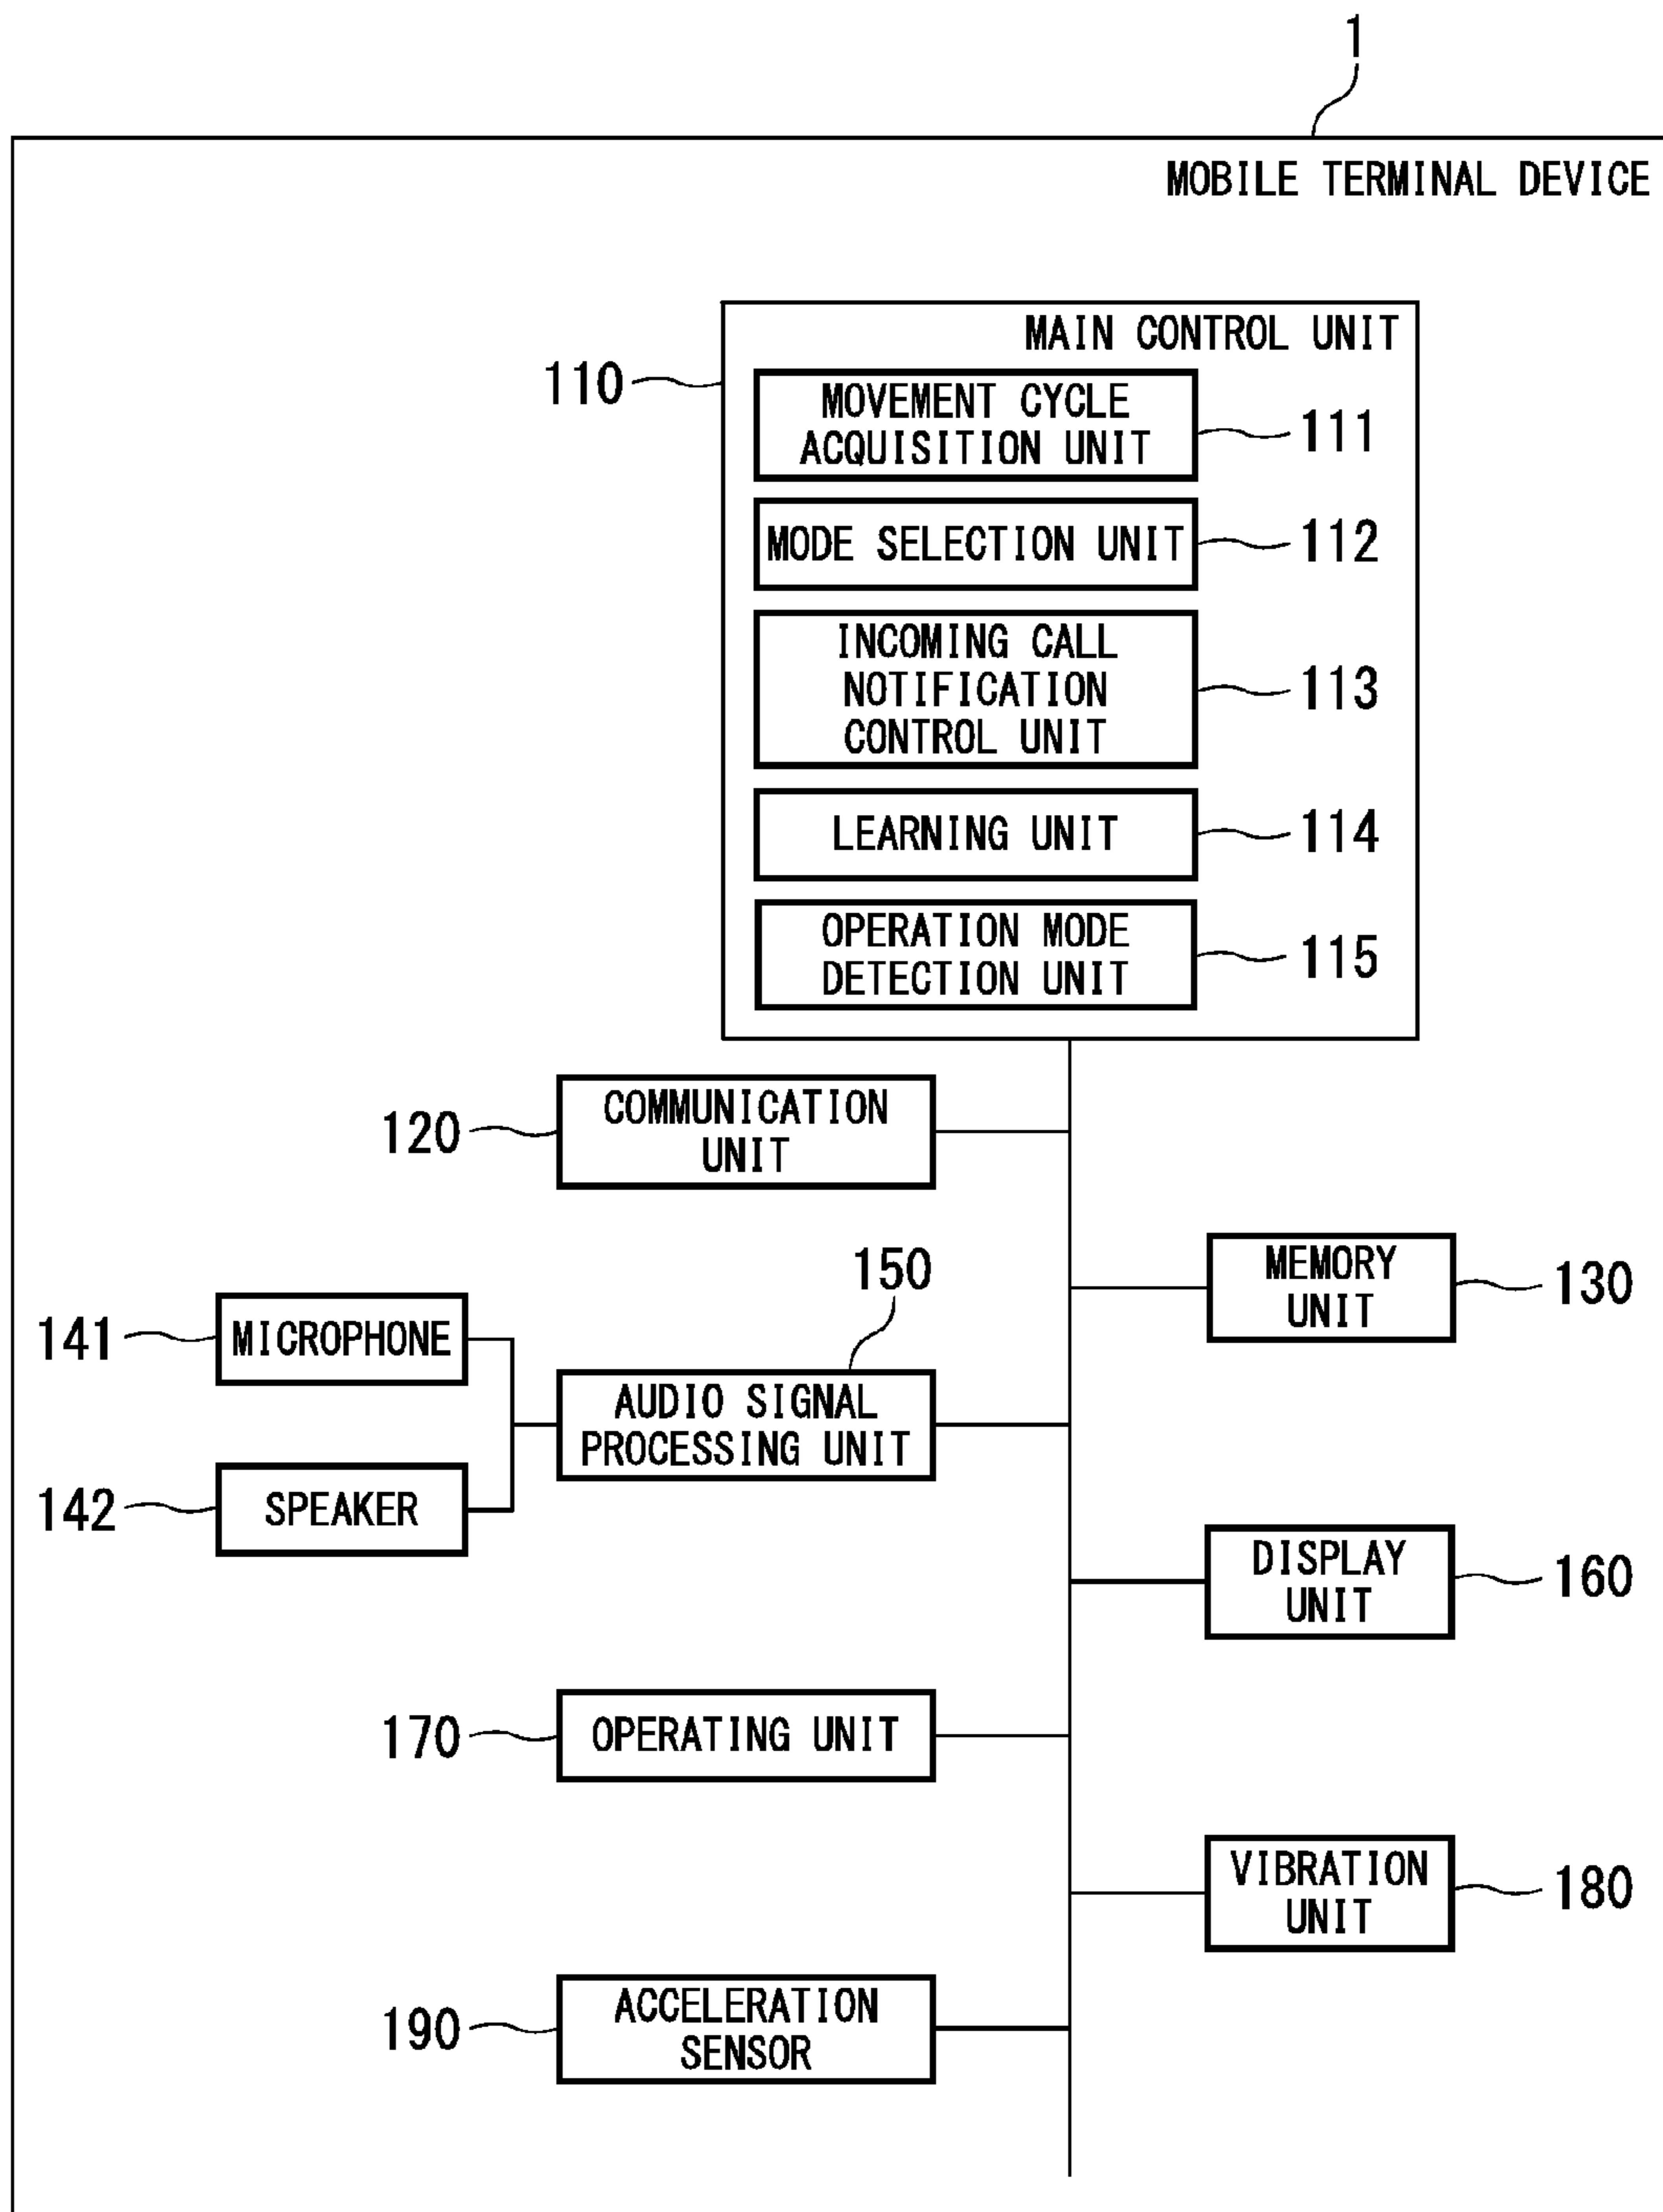 1
MOBILE TERMINAL DEVICE
MAIN CONTROL UNIT
110
MOVEMENT CYCLE
ACQUISITION UNIT
111
MODE SELECTION UNIT
112
INCOMING CALL
NOTIFICATION
CONTROL UNIT
113
LEARNING UNIT
114
OPERATION MODE
DETECTION UNIT
115
120
COMMUNICATION
UNIT
MEMORY
UNIT
130
150
141
MICROPHONE
AUDIO SIGNAL
PROCESSING UNIT
142
SPEAKER
DISPLAY
UNIT
160
170
OPERATING UNIT
VIBRATION
UNIT
180
190
ACCELERATION
SENSOR